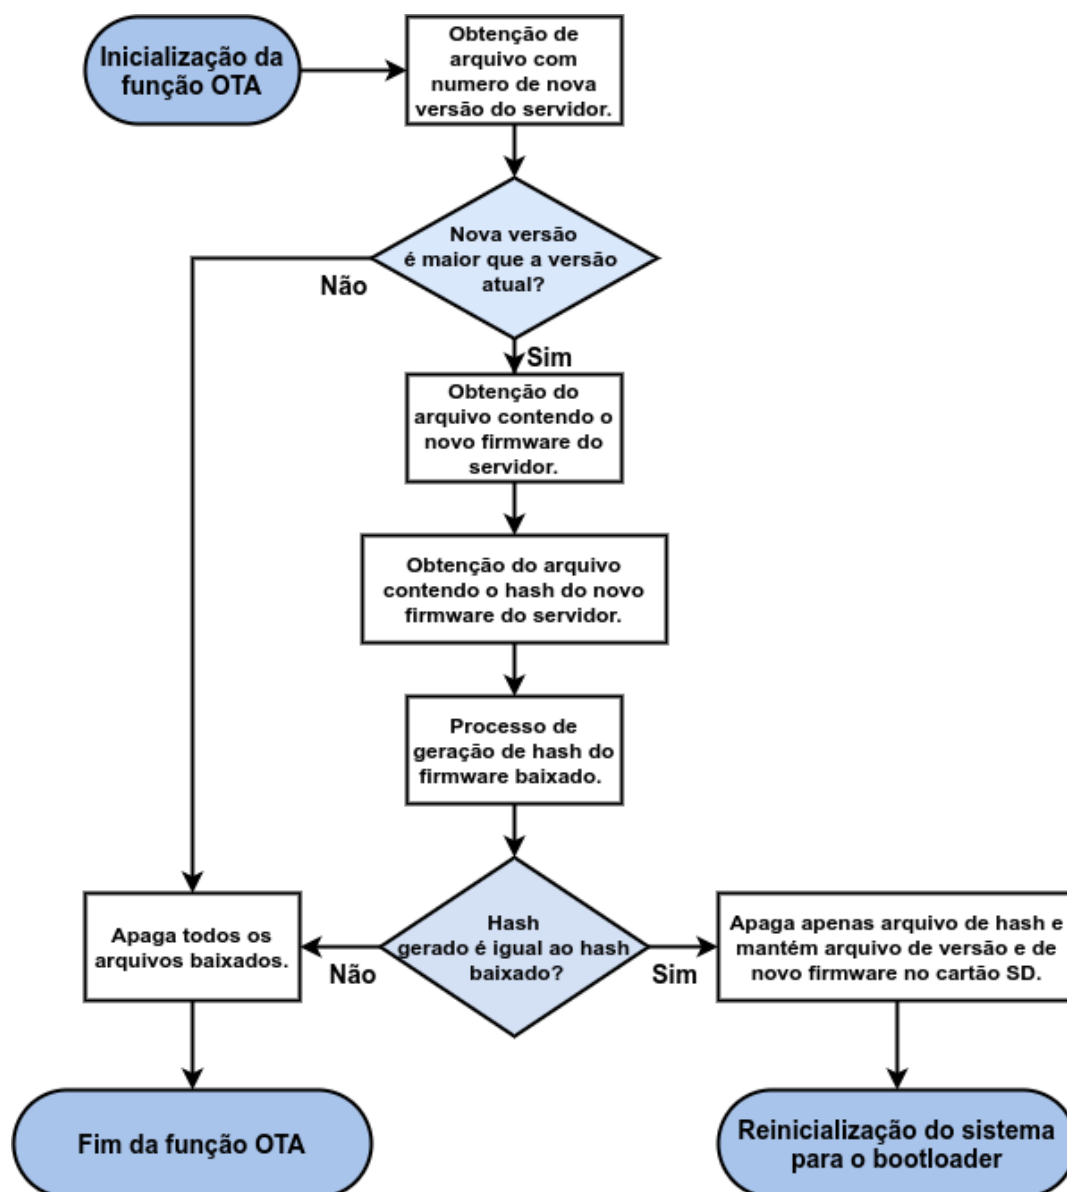 Inicialização da
função OTA
Obtenção de
arquivo com
numero de nova
versão do servidor.
Nova versão
é maior que a versão
atual?
Não
Sim
Obtenção do
arquivo contendo o
novo firmware do
servidor.
Obtenção do arquivo
contendo o hash do novo
firmware do servidor.
Processo de
geração de hash do
firmware baixado.
Hash
gerado é igual ao hash
baixado?
Não
Sim
Apaga todos os
arquivos baixados.
Apaga apenas arquivo de hash e
mantém arquivo de versão e de
novo firmware no cartão SD.
Fim da função OTA
Reinicialização do sistema
para o bootloader